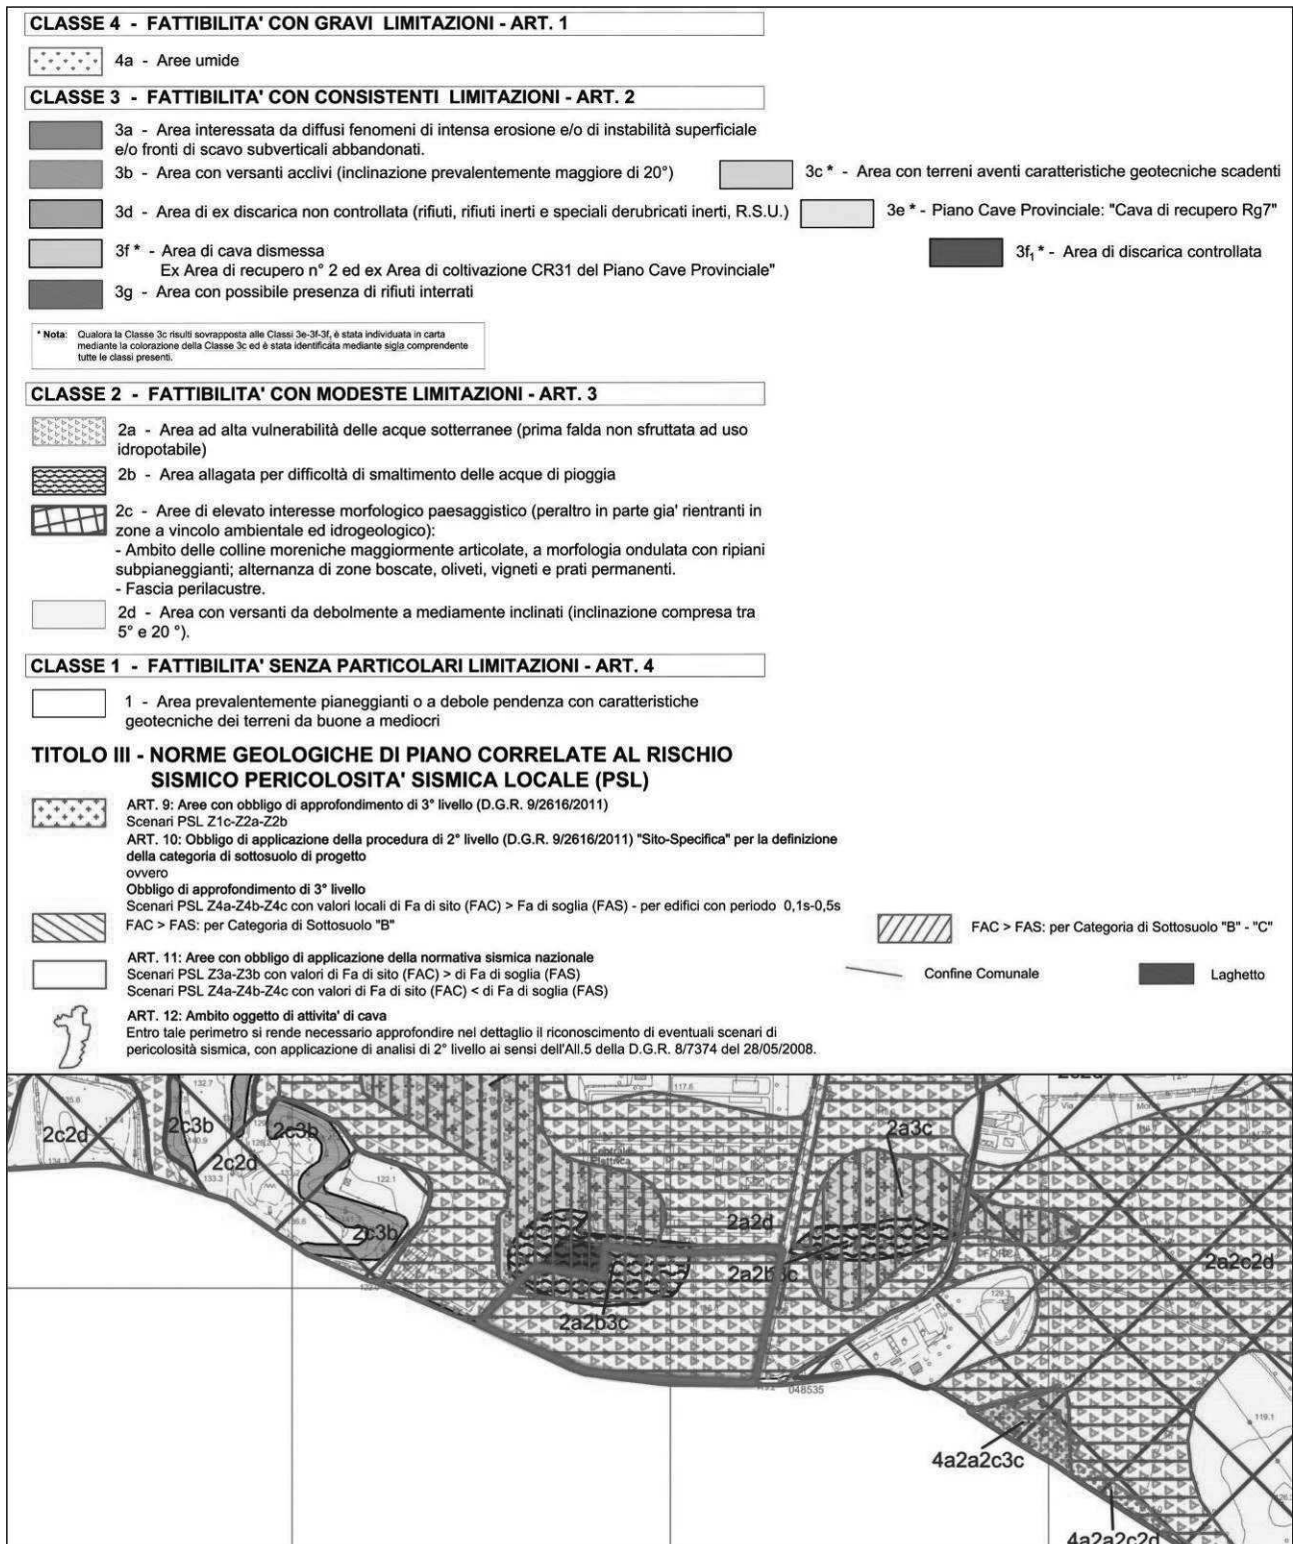 CLASSE 4 - FATTIBILITA' CON GRAVI LIMITAZIONI - ART. 1
4a - Aree umide
CLASSE 3 - FATTIBILITA' CON CONSISTENTI LIMITAZIONI - ART. 2
3a - Area interessata da diffusi fenomeni di intensa erosione e/o di instabilità superficiale
e/o fronti di scavo subverticali abbandonati.
3b - Area con versanti acclivi (inclinazione prevalentemente maggiore di 20°)
3c * - Area con terreni aventi caratteristiche geotecniche scadenti
3d - Area di ex discarica non controllata (rifiuti, rifiuti inerti e speciali derubricati inerti, R.S.U.)
3e * - Piano Cave Provinciale: "Cava di recupero Rg7"
3f * - Area di cava dismessa
Ex Area di recupero n° 2 ed ex Area di coltivazione CR31 del Piano Cave Provinciale"
3f₁ * - Area di discarica controllata
3g - Area con possibile presenza di rifiuti interrati
* Nota: Qualora la Classe 3c risulti sovrapposta alle Classi 3e-3f-3f, è stata individuata in carta
mediante la colorazione della Classe 3c ed è stata identificata mediante sigla comprendente
tutte le classi presenti.
CLASSE 2 - FATTIBILITA' CON MODESTE LIMITAZIONI - ART. 3
2a - Area ad alta vulnerabilità delle acque sotterranee (prima falda non sfruttata ad uso
idropotabile)
2b - Area allagata per difficoltà di smaltimento delle acque di pioggia
2c - Aree di elevato interesse morfologico paesaggistico (peraltro in parte gia' rientranti in
zone a vincolo ambientale ed idrogeologico):
- Ambito delle colline moreniche maggiormente articolate, a morfologia ondulata con ripiani
subpianeggianti; alternanza di zone boscate, oliveti, vigneti e prati permanenti.
- Fascia perilacustre.
2d - Area con versanti da debolmente a mediamente inclinati (inclinazione compresa tra
5° e 20 °).
CLASSE 1 - FATTIBILITA' SENZA PARTICOLARI LIMITAZIONI - ART. 4
1 - Area prevalentemente pianeggianti o a debole pendenza con caratteristiche
geotecniche dei terreni da buone a mediocri
TITOLO III - NORME GEOLOGICHE DI PIANO CORRELATE AL RISCHIO
SISMICO PERICOLOSITA' SISMICA LOCALE (PSL)
ART. 9: Aree con obbligo di approfondimento di 3° livello (D.G.R. 9/2616/2011)
Scenari PSL Z1c-Z2a-Z2b
ART. 10: Obbligo di applicazione della procedura di 2° livello (D.G.R. 9/2616/2011) "Sito-Specifica" per la definizione
della categoria di sottosuolo di progetto
ovvero
Obbligo di approfondimento di 3° livello
Scenari PSL Z4a-Z4b-Z4c con valori locali di Fa di sito (FAC) > Fa di soglia (FAS) - per edifici con periodo 0,1s-0,5s
FAC > FAS: per Categoria di Sottosuolo "B"
FAC > FAS: per Categoria di Sottosuolo "B" - "C"
ART. 11: Aree con obbligo di applicazione della normativa sismica nazionale
Scenari PSL Z3a-Z3b con valori di Fa di sito (FAC) > di Fa di soglia (FAS)
Scenari PSL Z4a-Z4b-Z4c con valori di Fa di sito (FAC) < di Fa di soglia (FAS)
Confine Comunale
Laghetto
ART. 12: Ambito oggetto di attivita' di cava
Entro tale perimetro si rende necessario approfondire nel dettaglio il riconoscimento di eventuali scenari di
pericolosità sismica, con applicazione di analisi di 2° livello ai sensi dell'All.5 della D.G.R. 8/7374 del 28/05/2008.
132.7
117.6
2c2d
2c3b
2c3b
2a3c
2c2d
133.3
122.1
Centrale
Elettrica
2c3b
2a2d
2a2b3c
2a2c2d
129.3
2a2b3c
048535
119.1
4a2a2c3c
4a2a2c2d